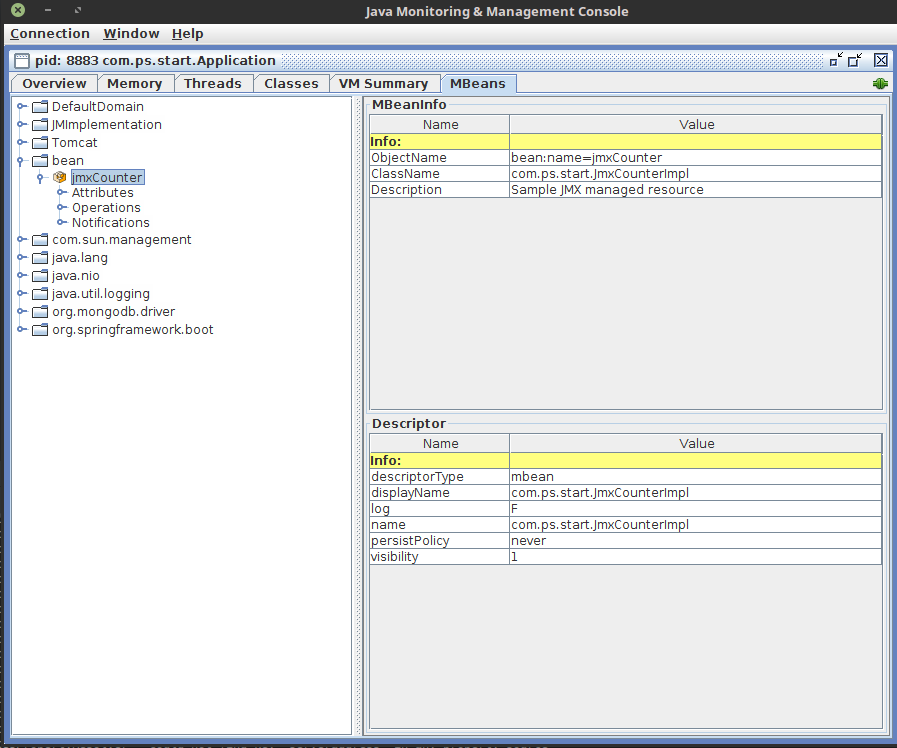 Java Monitoring & Management Console
Connection Window Help
pid: 8883 com.ps.start.Application
Overview Memory Threads Classes VM Summary MBeans
DefaultDomain
JMImplementation
Tomcat
bean
jmxCounter
Attributes
Operations
Notifications
com.sun.management
java.lang
java.nio
java.util.logging
org.mongodb.driver
org.springframework.boot
MBeanInfo
Name Value
Info:
ObjectName bean:name=jmxCounter
ClassName com.ps.start.JmxCounterImpl
Description Sample JMX managed resource
Descriptor
Name Value
Info:
descriptorType mbean
displayName com.ps.start.JmxCounterImpl
log F
name com.ps.start.JmxCounterImpl
persistPolicy never
visibility 1